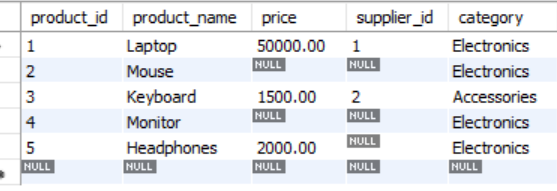 product_id product_name price supplier_id category
1 Laptop 50000.00 1 Electronics
2 Mouse NULL NULL Electronics
3 Keyboard 1500.00 2 Accessories
4 Monitor NULL NULL Electronics
5 Headphones 2000.00 NULL Electronics
NULL NULL NULL NULL NULL